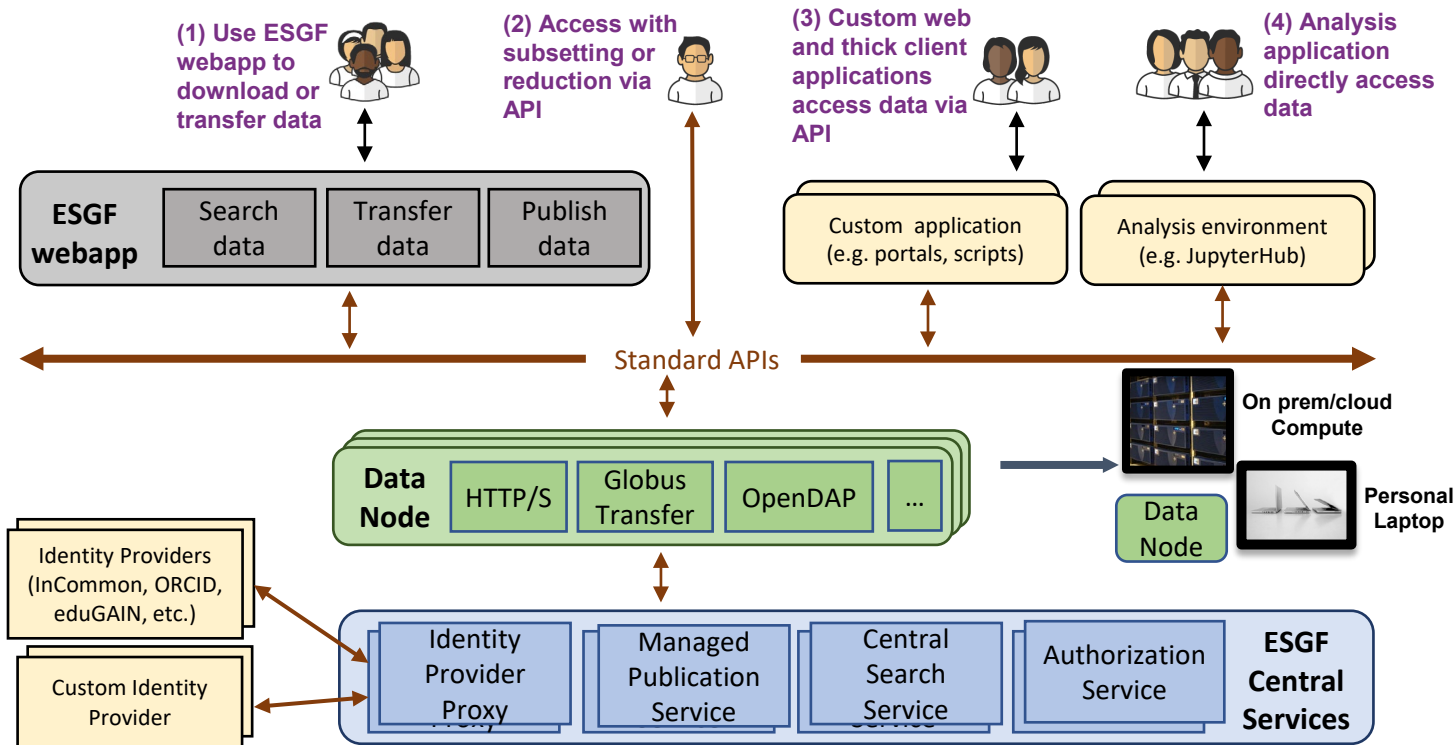 (1) Use ESGF
webapp to
download or
transfer data
(2) Access with
subsetting or
reduction via
API
(3) Custom web
and thick client
applications
access data via
API
(4) Analysis
application
directly access
data
ESGF
webapp
Search
data
Transfer
data
Publish
data
Custom application
(e.g. portals, scripts)
Analysis environment
(e.g. JupyterHub)
Standard APIs
Data
Node
HTTP/S
Globus
Transfer
OpenDAP
...
On prem/cloud
Compute
Data
Node
Personal
Laptop
Identity Providers
(InCommon, ORCID,
eduGAIN, etc.)
Custom Identity
Provider
Identity
Provider
Proxy
Managed
Publication
Service
Central
Search
Service
Authorization
Service
ESGF
Central
Services